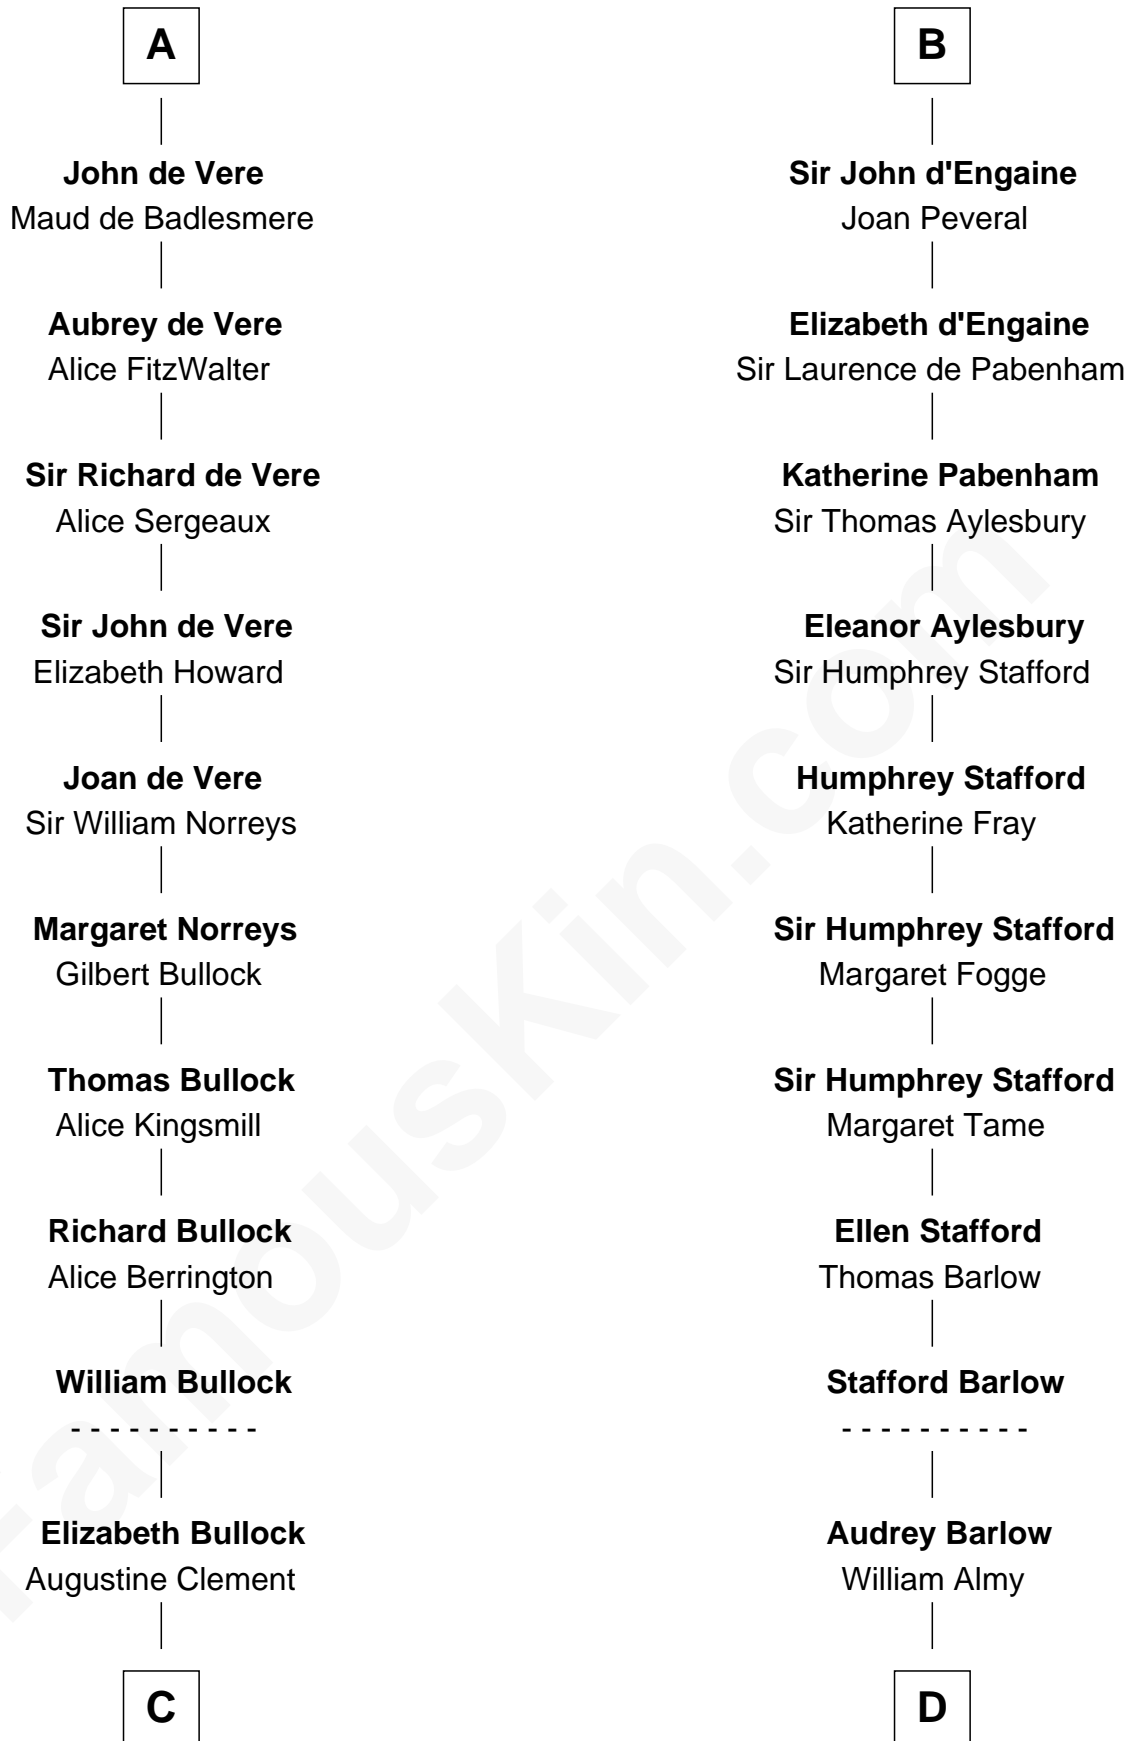 A
John de Vere
Maud de Badlesmere
Aubrey de Vere
Alice FitzWalter
Sir Richard de Vere
Alice Sergeaux
Sir John de Vere
Elizabeth Howard
Joan de Vere
Sir William Norreys
Margaret Norreys
Gilbert Bullock
Thomas Bullock
Alice Kingsmill
Richard Bullock
Alice Berrington
William Bullock
- - - - - - - - - -
Elizabeth Bullock
Augustine Clement
C
B
Sir John d'Engaine
Joan Peveral
Elizabeth d'Engaine
Sir Laurence de Pabenham
Katherine Pabenham
Sir Thomas Aylesbury
Eleanor Aylesbury
Sir Humphrey Stafford
Humphrey Stafford
Katherine Fray
Sir Humphrey Stafford
Margaret Fogge
Sir Humphrey Stafford
Margaret Tame
Ellen Stafford
Thomas Barlow
Stafford Barlow
- - - - - - - - - -
Audrey Barlow
William Almy
D
FamousKin.com